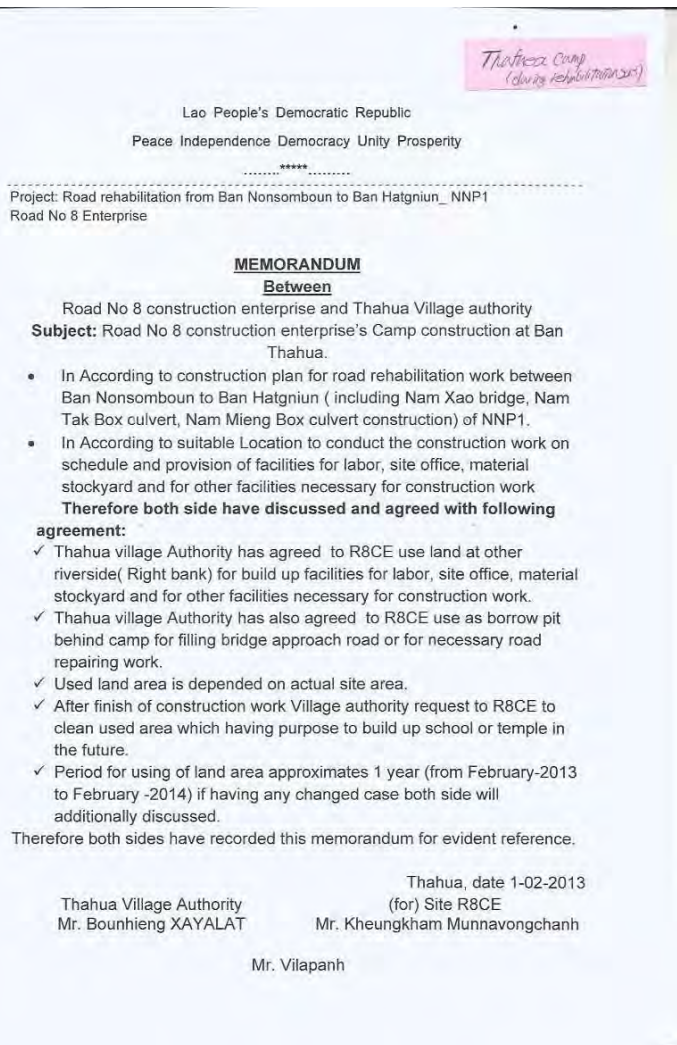 Thahua Camp
(during rehabilitation
Lao People's Democratic Republic
Peace Independence Democracy Unity Prosperity
........*****.........
Project: Road rehabilitation from Ban Nonsomboun to Ban Hatgniun_ NNP1
Road No 8 Enterprise
MEMORANDUM
Between
Road No 8 construction enterprise and Thahua Village authority
Subject: Road No 8 construction enterprise's Camp construction at Ban
Thahua.
• In According to construction plan for road rehabilitation work between
Ban Nonsomboun to Ban Hatgniun ( including Nam Xao bridge, Nam
Tak Box culvert, Nam Mieng Box culvert construction) of NNP1.
• In According to suitable Location to conduct the construction work on
schedule and provision of facilities for labor, site office, material
stockyard and for other facilities necessary for construction work
Therefore both side have discussed and agreed with following
agreement:
✓ Thahua village Authority has agreed to R8CE use land at other
riverside( Right bank) for build up facilities for labor, site office, material
stockyard and for other facilities necessary for construction work.
✓ Thahua village Authority has also agreed to R8CE use as borrow pit
behind camp for filling bridge approach road or for necessary road
repairing work.
✓ Used land area is depended on actual site area.
✓ After finish of construction work Village authority request to R8CE to
clean used area which having purpose to build up school or temple in
the future.
✓ Period for using of land area approximates 1 year (from February-2013
to February -2014) if having any changed case both side will
additionally discussed.
Therefore both sides have recorded this memorandum for evident reference.
Thahua, date 1-02-2013
Thahua Village Authority (for) Site R8CE
Mr. Bounhieng XAYALAT Mr. Kheungkham Munnavongchanh
Mr. Vilapanh